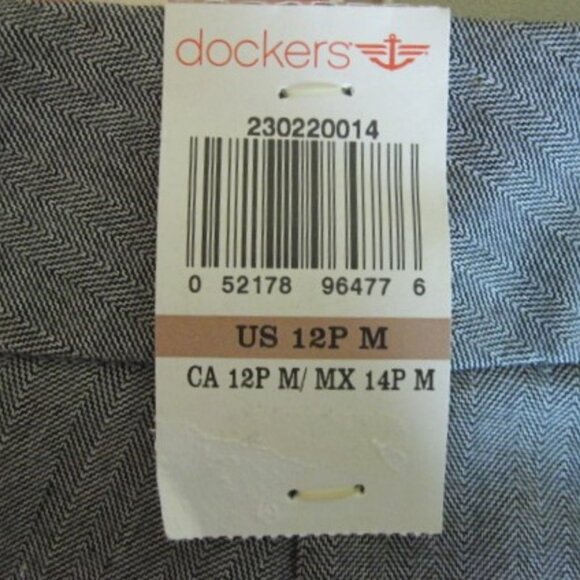 dockers
230220014
0 52178 96477 6
US 12P M
CA 12P M/ MX 14P M